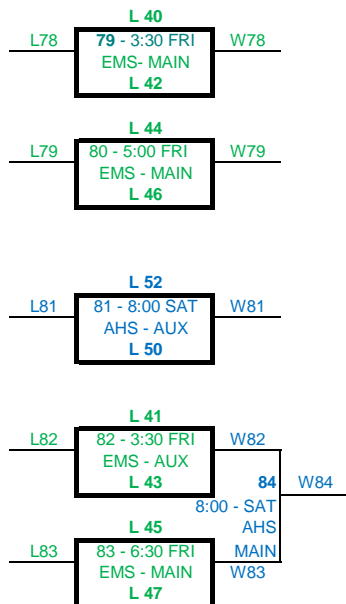 L 40
L78 79 - 3:30 FRI W78
EMS- MAIN
L 42
L 44
L79 80 - 5:00 FRI W79
EMS - MAIN
L 46
L 52
L81 81 - 8:00 SAT W81
AHS - AUX
L 50
L 41
L82 82 - 3:30 FRI W82
EMS - AUX
L 43
84 W84
8:00 - SAT
L 45
AHS
L83 83 - 6:30 FRI MAIN
EMS - MAIN W83
L 47